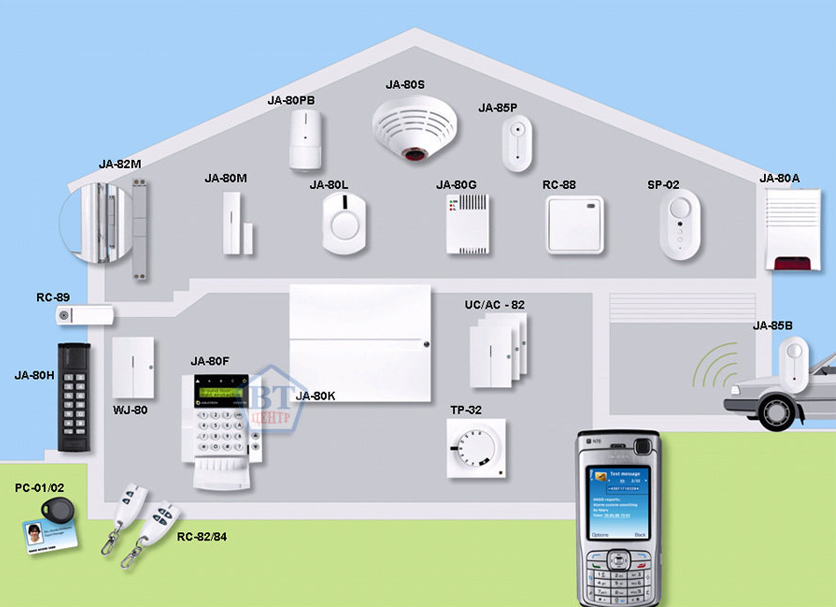 JA-80S
JA-80PB
JA-85P
JA-82M
JA-80M
JA-80L
JA-80G
RC-88
SP-02
JA-80A
RC-89
UC/AC - 82
JA-85B
JA-80H
JA-80F
ВТ
ЦЕНТР
JA-80K
WJ-80
TP-32
N70
Text message
Options
Back
PC-01/02
RC-82/84